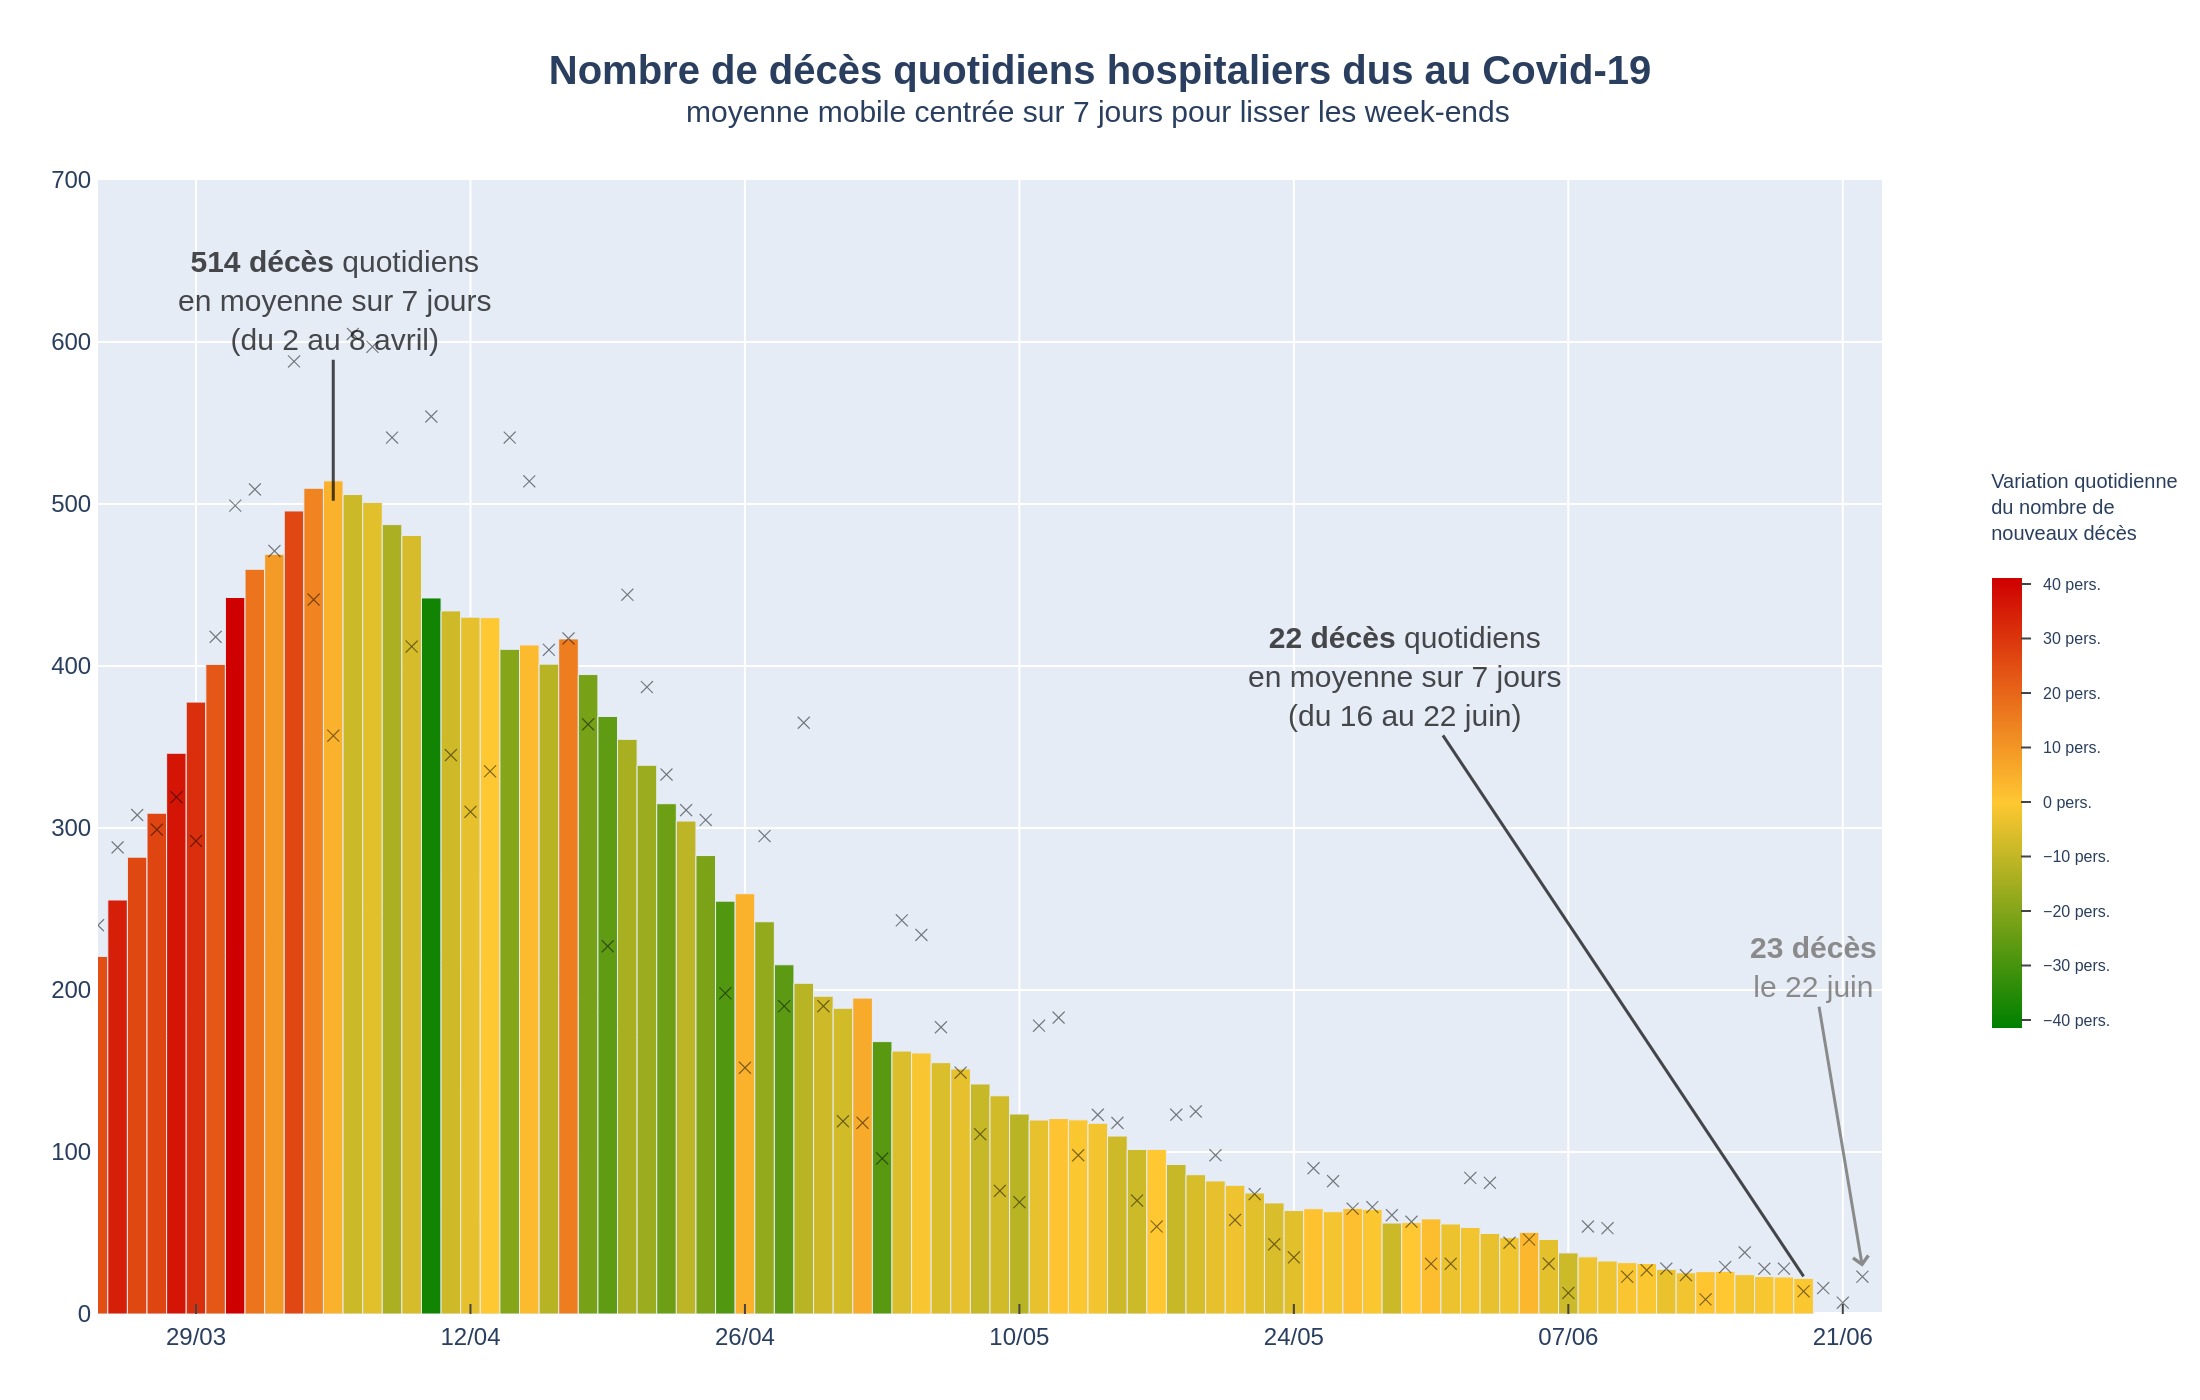 Nombre de décès quotidiens hospitaliers dus au Covid-19
moyenne mobile centrée sur 7 jours pour lisser les week-ends
700
600
500
400
300
200
100
0
514 décès quotidiens
en moyenne sur 7 jours
(du 2 au 8 avril)
22 décès quotidiens
en moyenne sur 7 jours
(du 16 au 22 juin)
23 décès
le 22 juin
29/03
12/04
26/04
10/05
24/05
07/06
21/06
Variation quotidienne
du nombre de
nouveaux décès
40 pers.
30 pers.
20 pers.
10 pers.
0 pers.
−10 pers.
−20 pers.
−30 pers.
−40 pers.